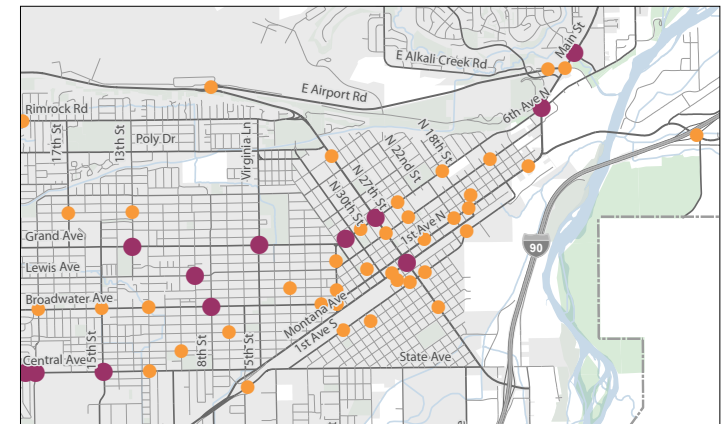 Main St
E Alkali Creek Rd
E Airport Rd
6th Ave N
Rimrock Rd
17th St
13th St
Poly Dr
Virginia Ln
N 18th St
N 22nd St
N 27th St
N 30th St
1st Ave N
Grand Ave
90
Lewis Ave
Broadwater Ave
Montana Ave
1st Ave S
15th St
8th St
5th St
Central Ave
State Ave